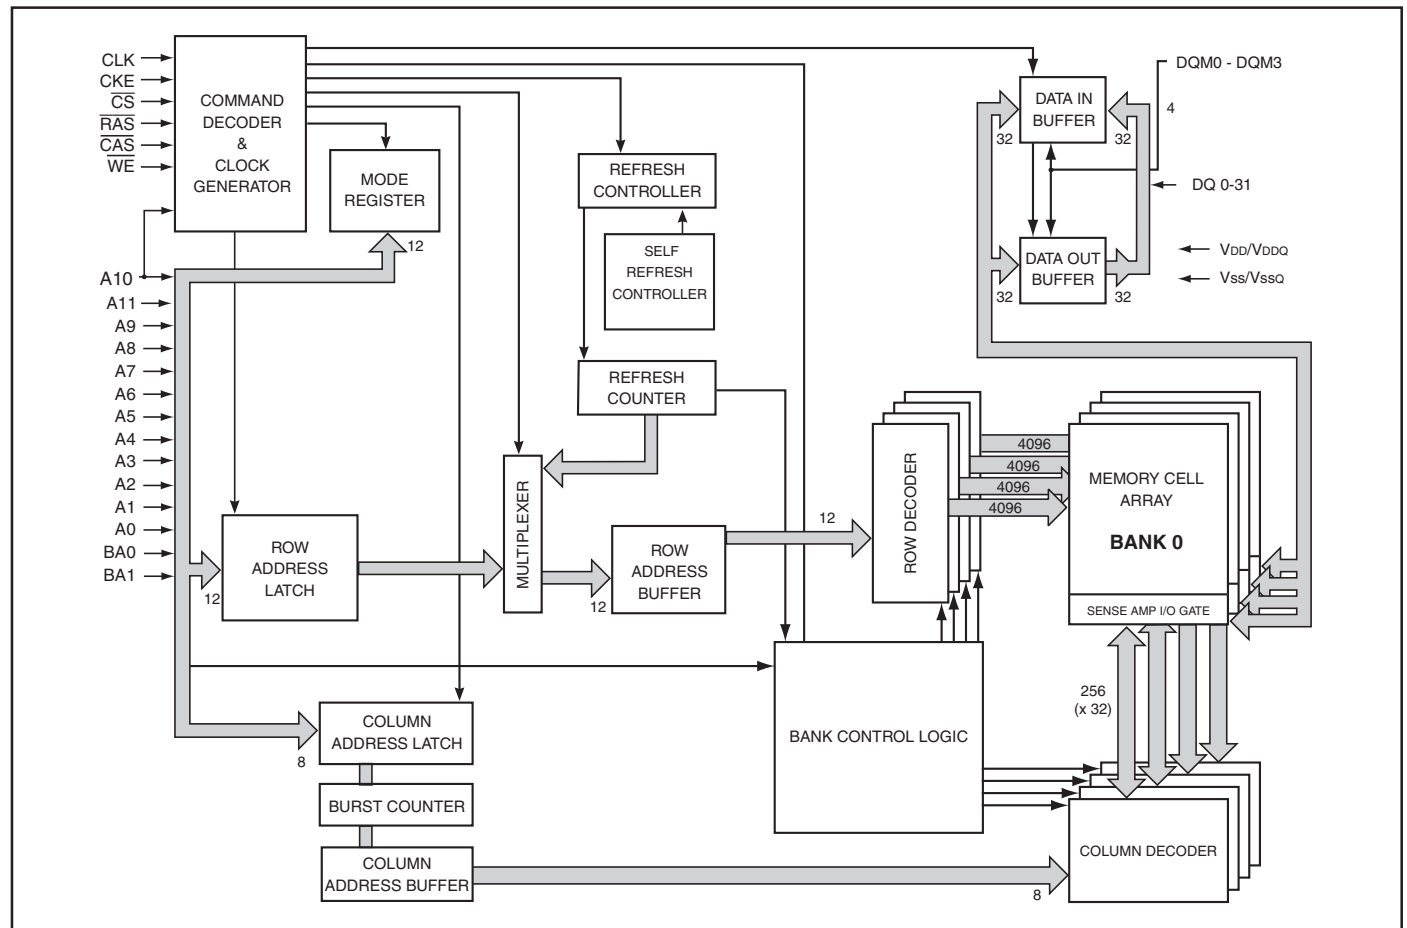 CLK
CKE
CS
RAS
CAS
WE
A10
A11
A9
A8
A7
A6
A5
A4
A3
A2
A1
A0
BA0
BA1
COMMAND
DECODER
&
CLOCK
GENERATOR
MODE
REGISTER
12
REFRESH
CONTROLLER
SELF
REFRESH
CONTROLLER
REFRESH
COUNTER
DATA IN
BUFFER
32
32
DQM0 - DQM3
4
DQ 0-31
VDD/VDDQ
Vss/VssQ
DATA OUT
BUFFER
32
32
ROW
ADDRESS
LATCH
12
MULTIPLEXER
ROW
ADDRESS
BUFFER
12
12
ROW DECODER
4096
4096
4096
4096
MEMORY CELL
ARRAY
BANK 0
SENSE AMP I/O GATE
256
(x 32)
BANK CONTROL LOGIC
COLUMN
ADDRESS LATCH
8
BURST COUNTER
COLUMN
ADDRESS BUFFER
8
COLUMN DECODER